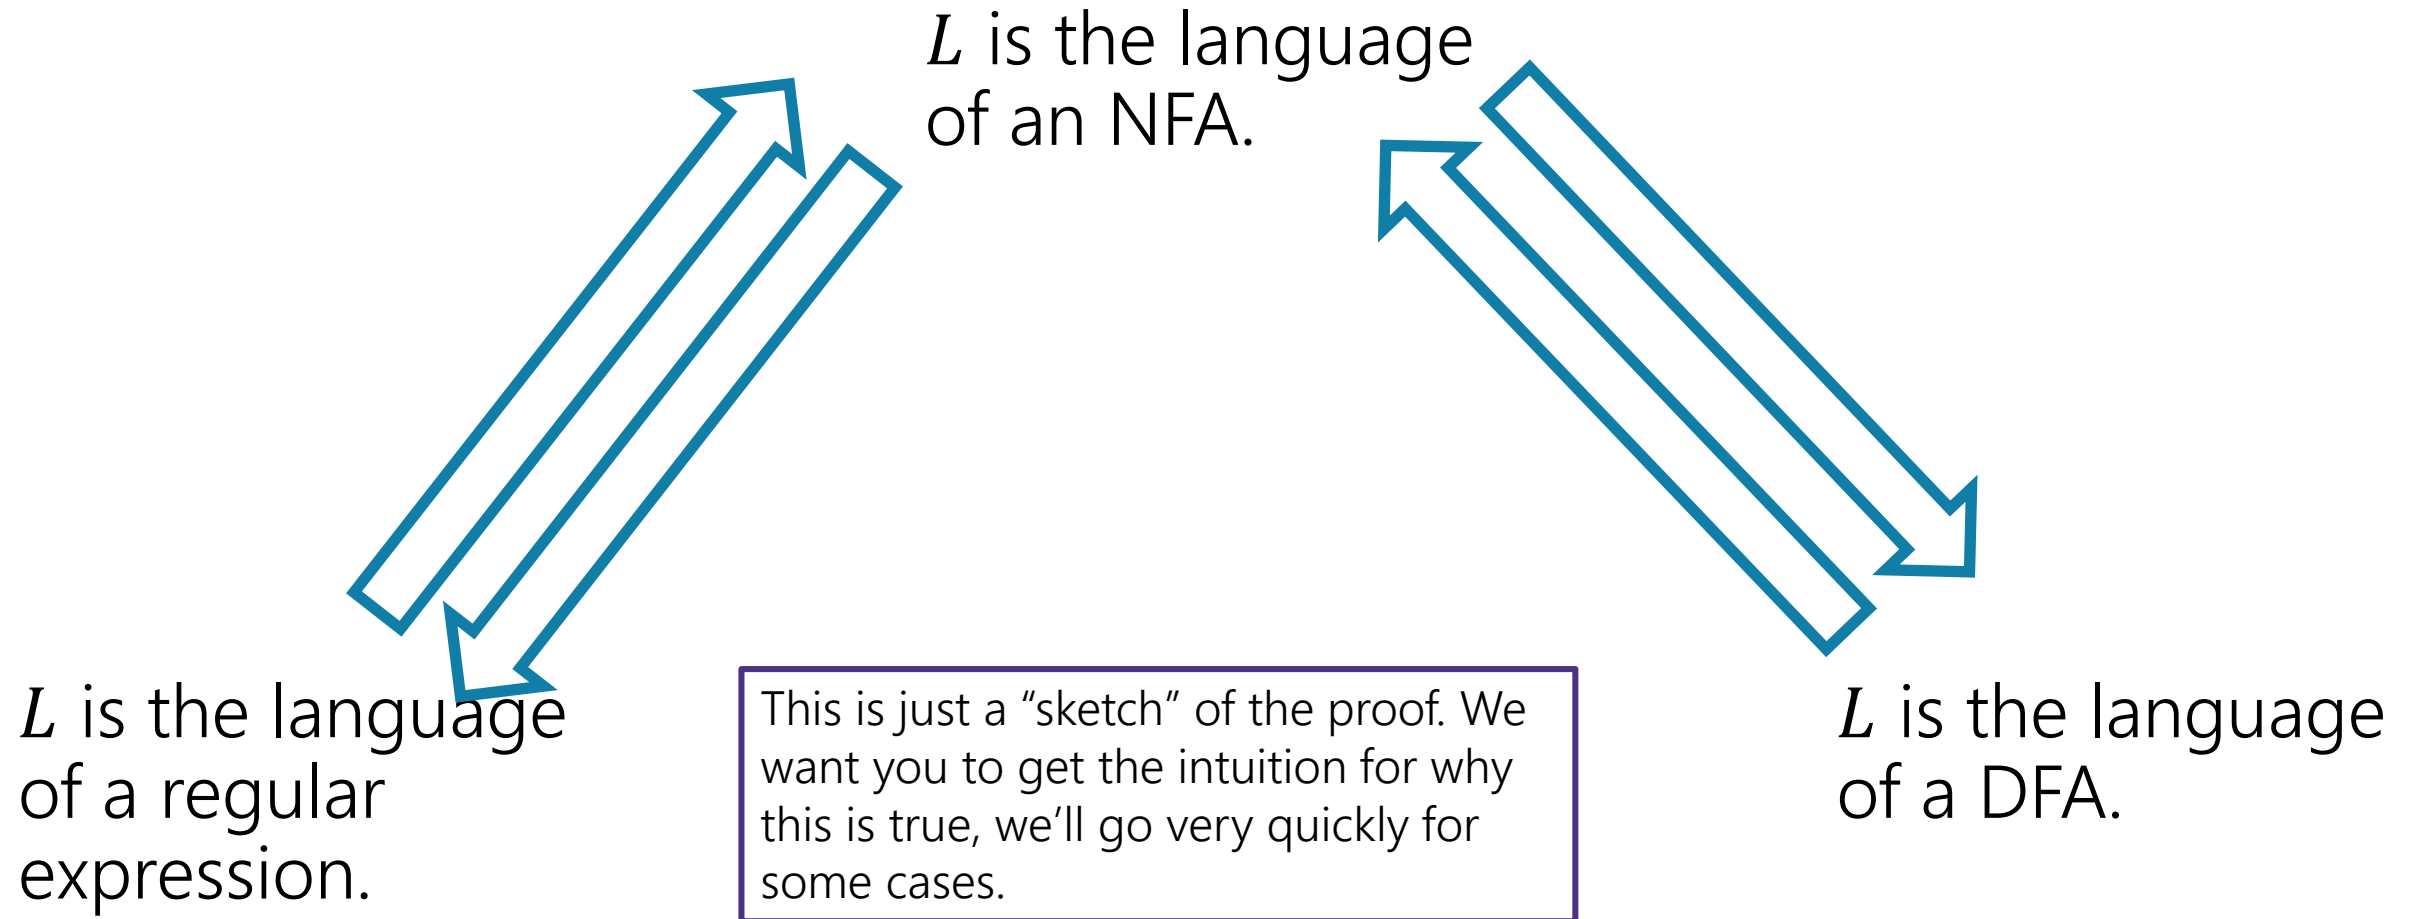 L is the language
of an NFA.
L is the language
of a regular
expression.
This is just a “sketch” of the proof. We
want you to get the intuition for why
this is true, we’ll go very quickly for
some cases.
L is the language
of a DFA.